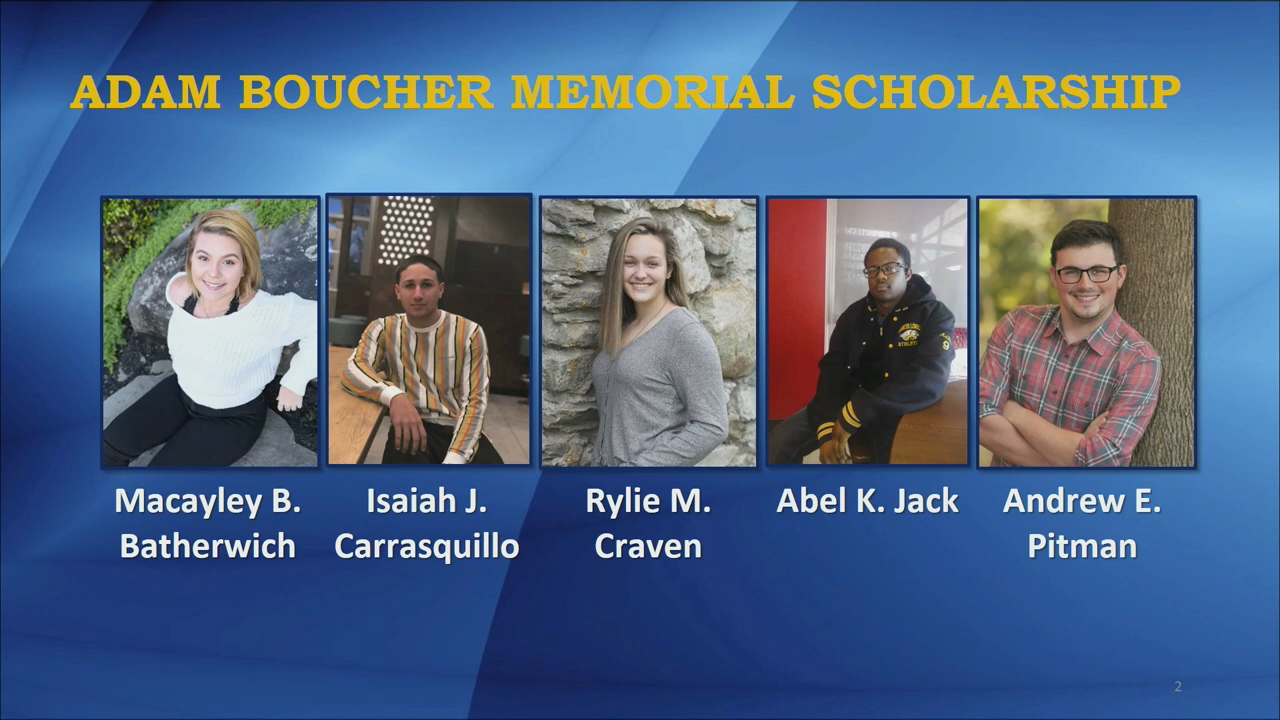 ADAM BOUCHER MEMORIAL SCHOLARSHIP
Macayley B.
Batherwich
Isaiah J.
Carrasquillo
Rylie M.
Craven
Abel K. Jack
Andrew E.
Pitman
2